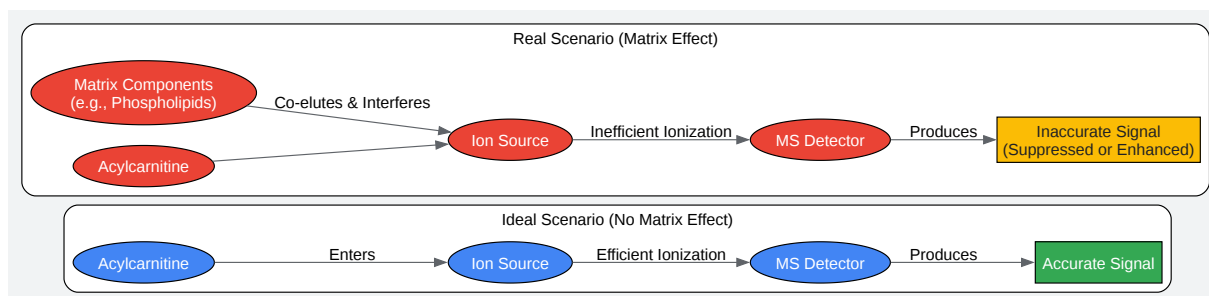 Real Scenario (Matrix Effect)
Matrix Components
(e.g., Phospholipids)
Co-elutes & Interferes
Acylcarnitine
Ion Source
Inefficient Ionization
MS Detector
Produces
Inaccurate Signal
(Suppressed or Enhanced)
Ideal Scenario (No Matrix Effect)
Acylcarnitine
Enters
Ion Source
Efficient Ionization
MS Detector
Produces
Accurate Signal